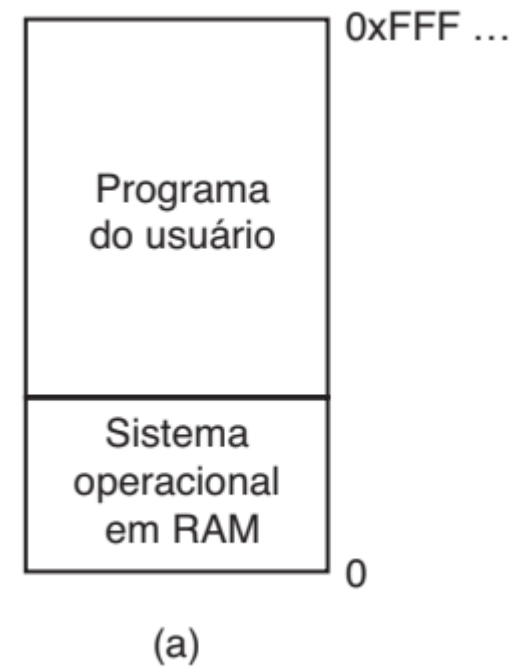 0xFFF ...
Programa
do usuário
Sistema
operacional
em RAM
0
(a)